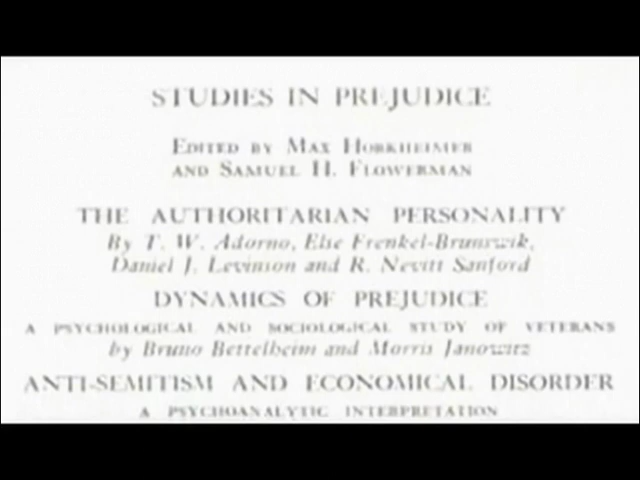 STUDIES IN PREJUDICE
EDITED BY MAX HORKHEIMER
AND SAMUEL H. FLOWERMAN
THE AUTHORITARIAN PERSONALITY
By T. W. Adorno, Else Frenkel-Brunswik,
Daniel J. Levinson and R. Nevitt Sanford
DYNAMICS OF PREJUDICE
A PSYCHOLOGICAL AND SOCIOLOGICAL STUDY OF VETERANS
by Bruno Bettelheim and Morris Janowitz
ANTI-SEMITISM AND ECONOMICAL DISORDER
A PSYCHOANALYTIC INTERPRETATION